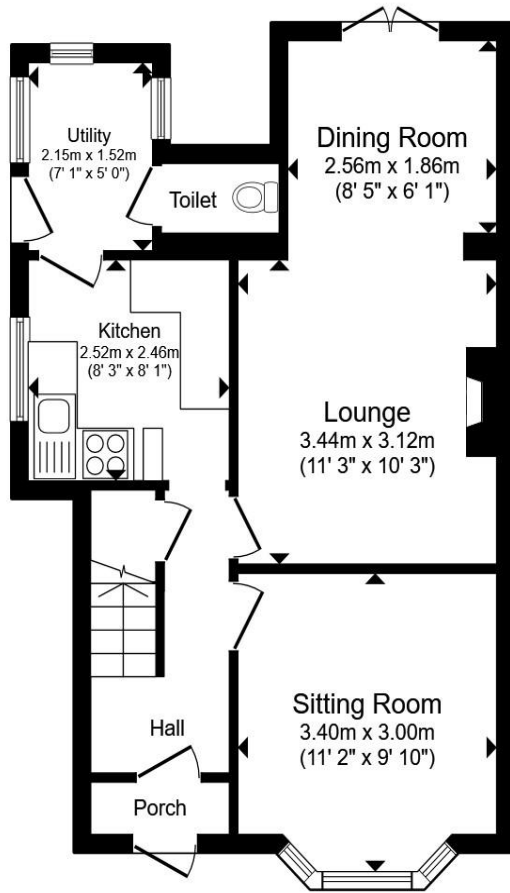 Utility
2.15m x 1.52m
(7' 1" x 5' 0")
Toilet
Dining Room
2.56m x 1.86m
(8' 5" x 6' 1")
Kitchen
2.52m x 2.46m
(8' 3" x 8' 1")
Lounge
3.44m x 3.12m
(11' 3" x 10' 3")
Sitting Room
3.40m x 3.00m
(11' 2" x 9' 10")
Hall
Porch